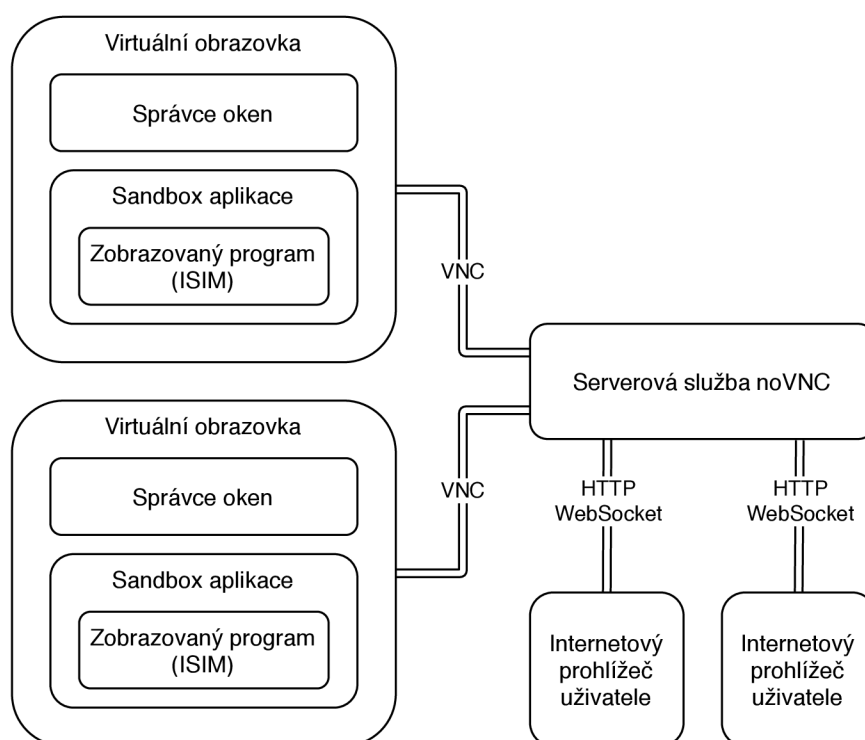 Virtuální obrazovka
Správce oken
Sandbox aplikace
Zobrazovaný program
(ISIM)
VNC
Serverová služba noVNC
Virtuální obrazovka
Správce oken
Sandbox aplikace
Zobrazovaný program
(ISIM)
VNC
HTTP
WebSocket
HTTP
WebSocket
Internetový
prohlížeč
uživatele
Internetový
prohlížeč
uživatele